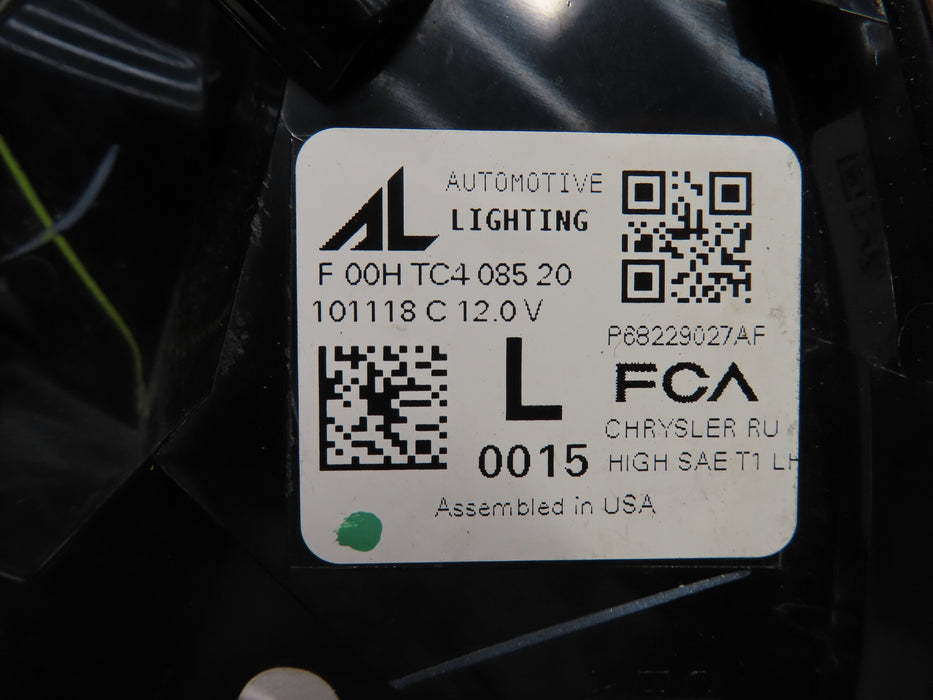 AL
AUTOMOTIVE
LIGHTING
F 00H TC4 085 20
101118 C 12.0 V
P68229027AF
FCA
L
0015
CHRYSLER RU
HIGH SAE T1 LH
Assembled in USA